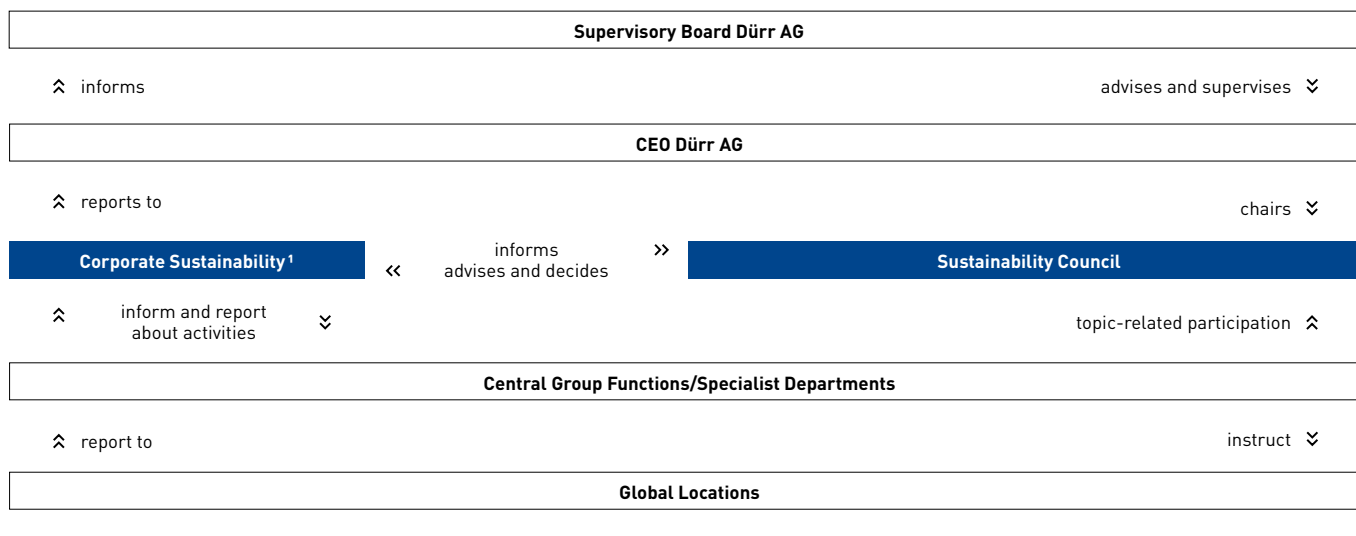 Supervisory Board Dürr AG
informs
advises and supervises
CEO Dürr AG
reports to
chairs
Corporate Sustainability¹
informs
advises and decides
Sustainability Council
inform and report
about activities
topic-related participation
Central Group Functions/Specialist Departments
report to
instruct
Global Locations